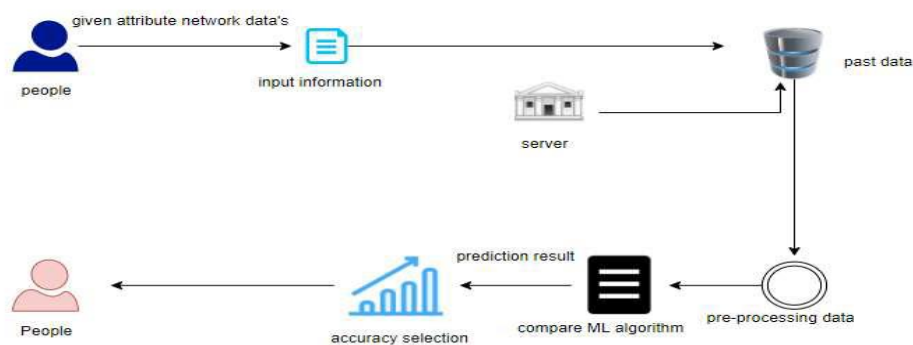 given attribute network data's
people
input information
past data
server
prediction result
People
accuracy selection
compare ML algorithm
pre-processing data